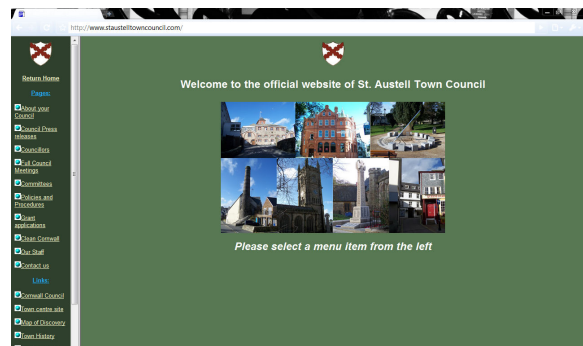 http://www.staustelltowncouncil.com/
Return Home
Pages:
About your
Council
Council Press
releases
Councillors
Full Council
Meetings
Committees
Policies and
Procedures
Grant
applications
Clean Cornwall
Our Staff
Contact us
Links:
Cornwall Council
Town centre site
Map of Discovery
Town History
Welcome to the official website of St. Austell Town Council
Please select a menu item from the left